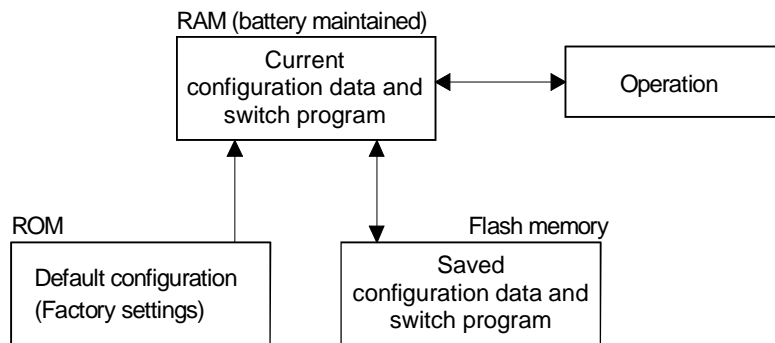 RAM (battery maintained)
Current
configuration data and
switch program
Operation
ROM
Default configuration
(Factory settings)
Flash memory
Saved
configuration data and
switch program